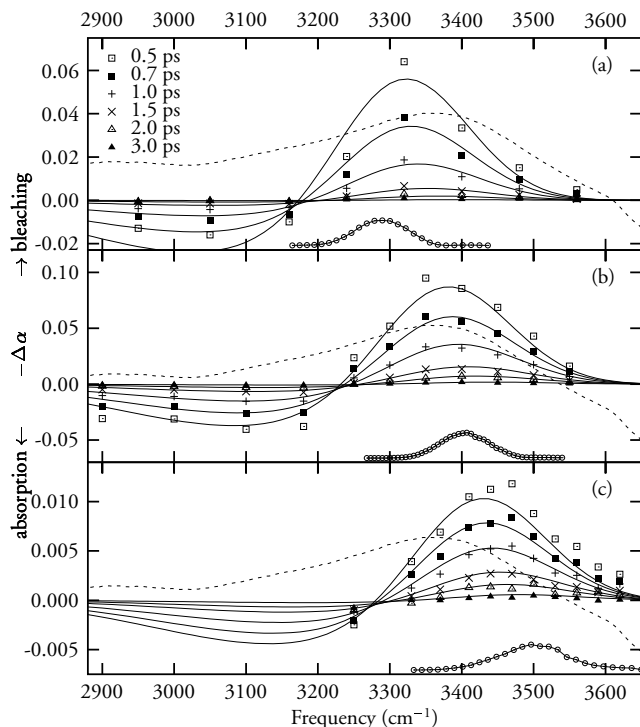 2900 3000 3100 3200 3300 3400 3500 3600
0.06
0.04
0.02
0.000
-0.02
0.5 ps
0.7 ps
1.0 ps
1.5 ps
2.0 ps
3.0 ps
(a)
0.10
0.05
0.000
-0.05
(b)
0.010
0.005
0.000
-0.005
(c)
absorption ← −Δα → bleaching
2900 3000 3100 3200 3300 3400 3500 3600
Frequency (cm⁻¹)